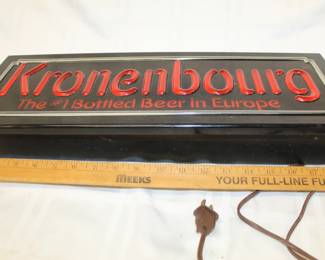 Kronenbourg
The #1 Bottled Beer in Europe
MEEKS YOUR FULL-LINE